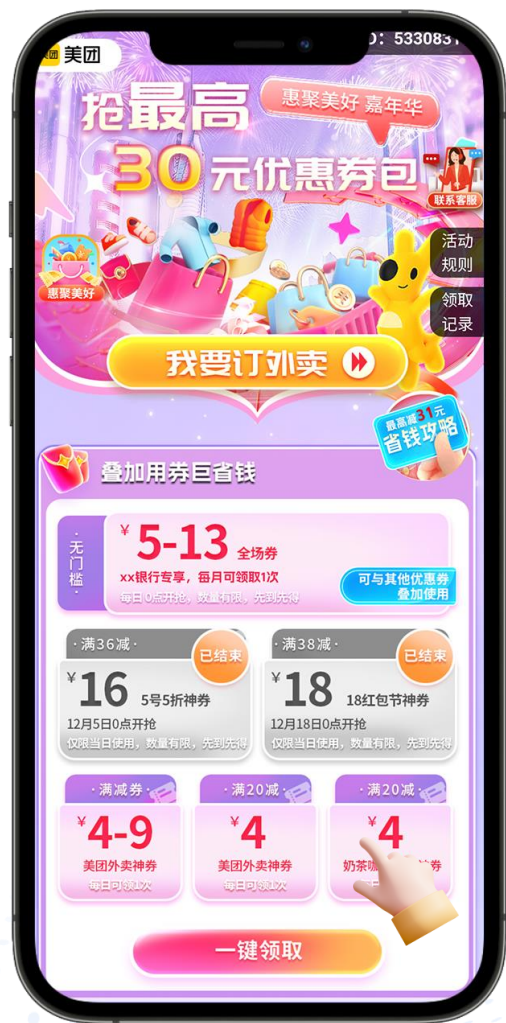 美团
美团
ID: 533083
抢最高
惠聚美好 嘉年华
30元优惠券包
联系客服
活动
规则
惠聚美好
领取
记录
我要订外卖
最高减31元
省钱攻略
叠加用券巨省钱
·无门槛·
¥5-13 全场券
xx银行专享，每月可领取1次
每日0点开抢，数量有限，先到先得
可与其他优惠券
叠加使用
·满36减·
已结束
¥16 5号5折神券
12月5日0点开抢
仅限当日使用，数量有限，先到先得
·满38减·
已结束
¥18 18红包节神券
12月18日0点开抢
仅限当日使用，数量有限，先到先得
·满减券·
¥4-9
美团外卖神券
每日可领1次
·满20减·
¥4
美团外卖神券
每日可领1次
·满20减·
¥4
奶茶咖 神券
每日
一键领取